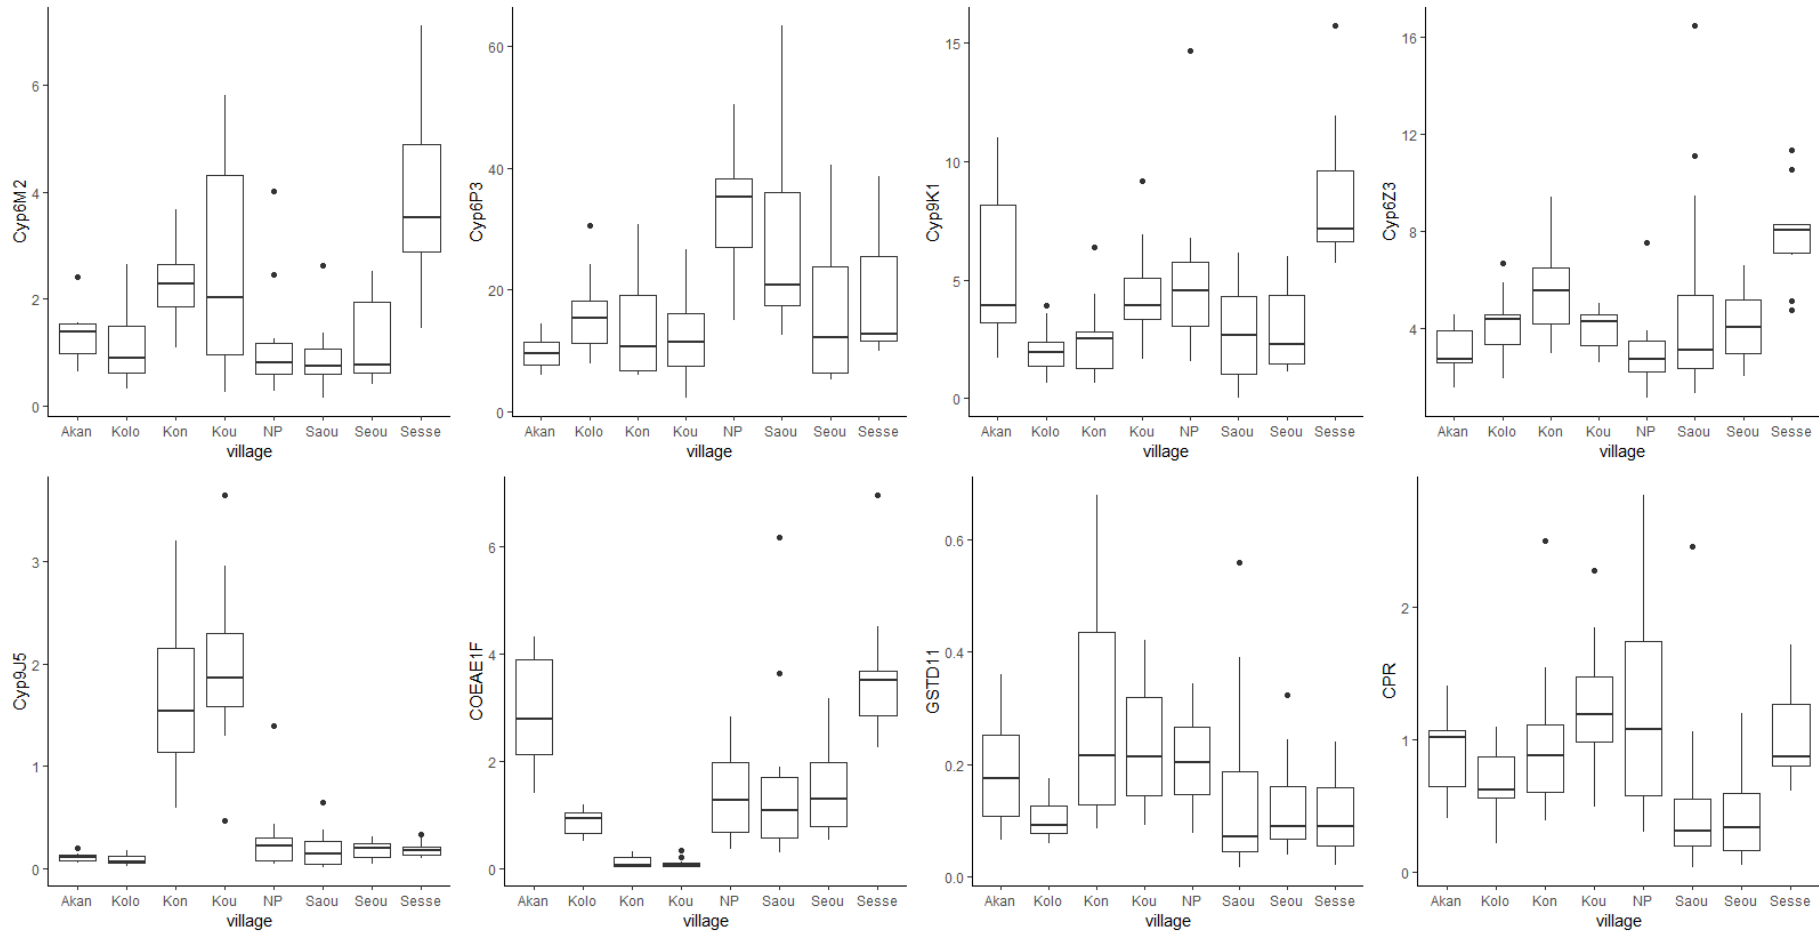 Cyp6M2
6
4
2
0
Akan Kolo Kon Kou NP Saou Seou Sesse
village
Cyp6P3
60
40
20
0
Akan Kolo Kon Kou NP Saou Seou Sesse
village
Cyp9K1
15
10
5
0
Akan Kolo Kon Kou NP Saou Seou Sesse
village
Cyp6Z3
16
12
8
4
Akan Kolo Kon Kou NP Saou Seou Sesse
village
Cyp9J5
3
2
1
0
Akan Kolo Kon Kou NP Saou Seou Sesse
village
COEAE1F
6
4
2
0
Akan Kolo Kon Kou NP Saou Seou Sesse
village
GSTD11
0.6
0.4
0.2
0.0
Akan Kolo Kon Kou NP Saou Seou Sesse
village
CPR
2
1
0
Akan Kolo Kon Kou NP Saou Seou Sesse
village